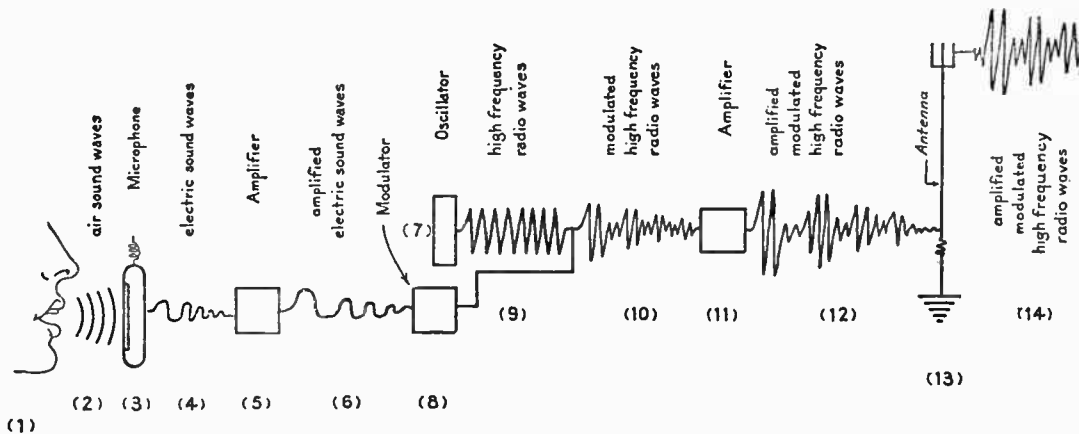 air sound waves
Microphone
electric sound waves
Amplifier
amplified
electric sound waves
Modulator
Oscillator
high frequency
radio waves
modulated
high frequency
radio waves
Amplifier
amplified
modulated
high frequency
radio waves
Antenna
amplified
modulated
high frequency
radio waves
(7)
(9)
(10)
(11)
(12)
(14)
(13)
(1)
(2)
(3)
(4)
(5)
(6)
(8)